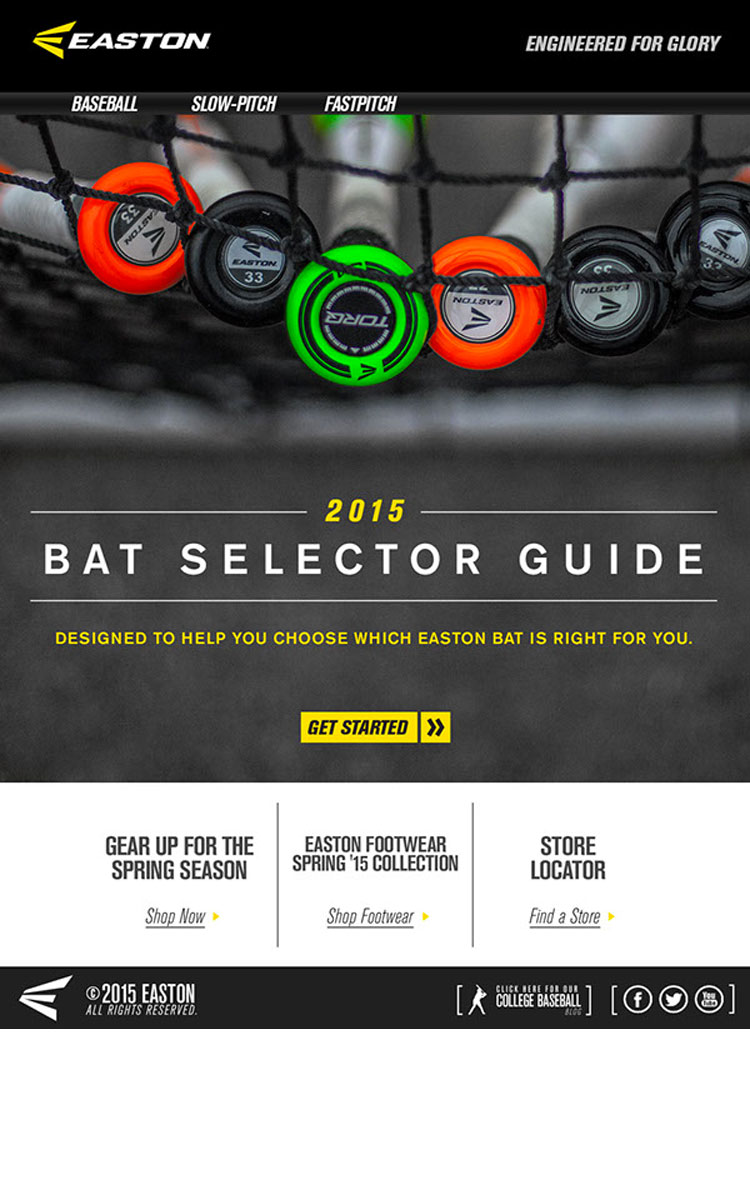 EASTON
ENGINEERED FOR GLORY
BASEBALL SLOW-PITCH FASTPITCH
33
EASTON
33
TORQ
EASTON
EASTON
33
EASTON
33
2015
BAT SELECTOR GUIDE
DESIGNED TO HELP YOU CHOOSE WHICH EASTON BAT IS RIGHT FOR YOU.
GET STARTED
GEAR UP FOR THE
SPRING SEASON
Shop Now
EASTON FOOTWEAR
SPRING '15 COLLECTION
Shop Footwear
STORE
LOCATOR
Find a Store
©2015 EASTON
ALL RIGHTS RESERVED.
CLICK HERE FOR OUR
COLLEGE BASEBALL
BLOG
You
Tube